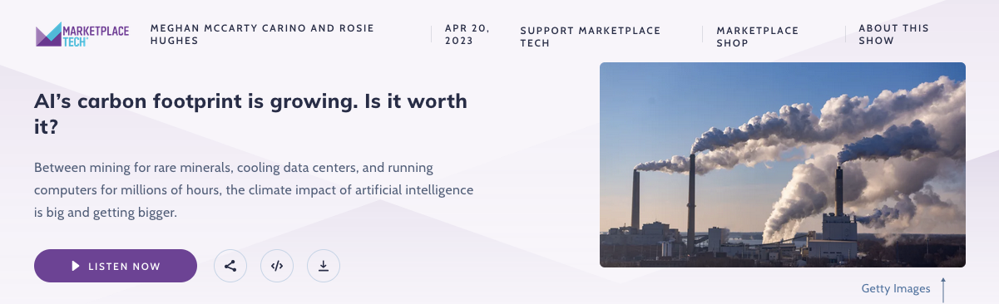 MARKETPLACE
TECH
MEGHAN MCCARTY CARINO AND ROSIE
HUGHES
APR 20,
2023
SUPPORT MARKETPLACE
TECH
MARKETPLACE
SHOP
ABOUT THIS
SHOW
AI’s carbon footprint is growing. Is it worth
it?
Between mining for rare minerals, cooling data centers, and running
computers for millions of hours, the climate impact of artificial intelligence
is big and getting bigger.
LISTEN NOW
Getty Images